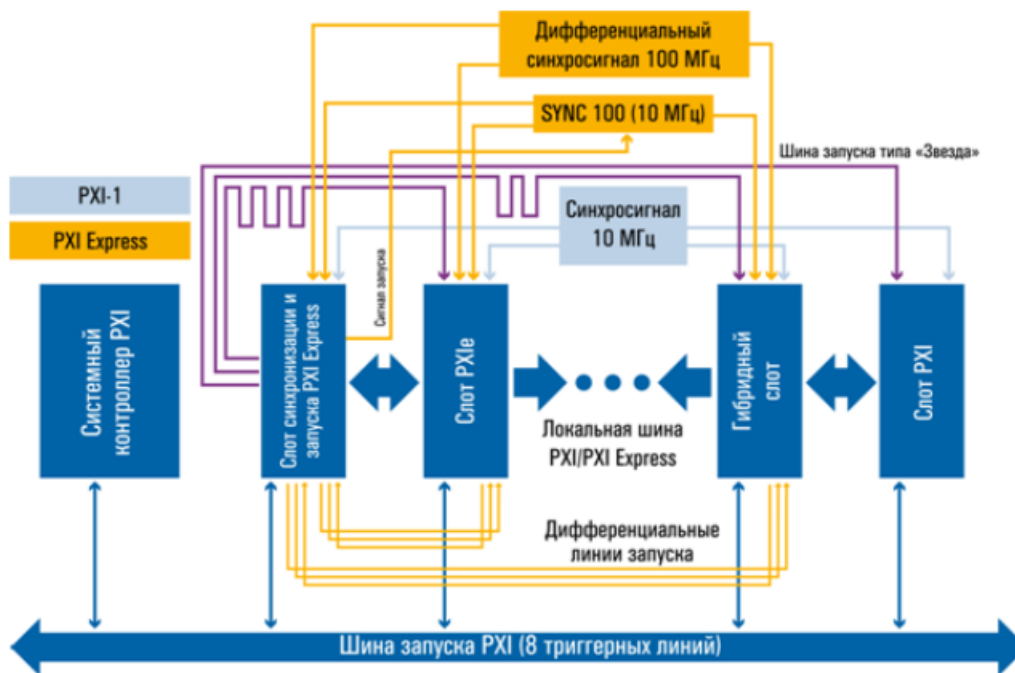 Дифференциальный
синхросигнал 100 МГц
SYNC 100 (10 МГц)
Шина запуска типа «Звезда»
PXI-1
PXI Express
Синхросигнал
10 МГц
Сигнал запуска
Системный
контроллер PXI
Слот синхронизации и
запуска PXI Express
Слот PXIe
Гибридный
слот
Слот PXI
Локальная шина
PXI/PXI Express
Дифференциальные
линии запуска
Шина запуска PXI (8 триггерных линий)